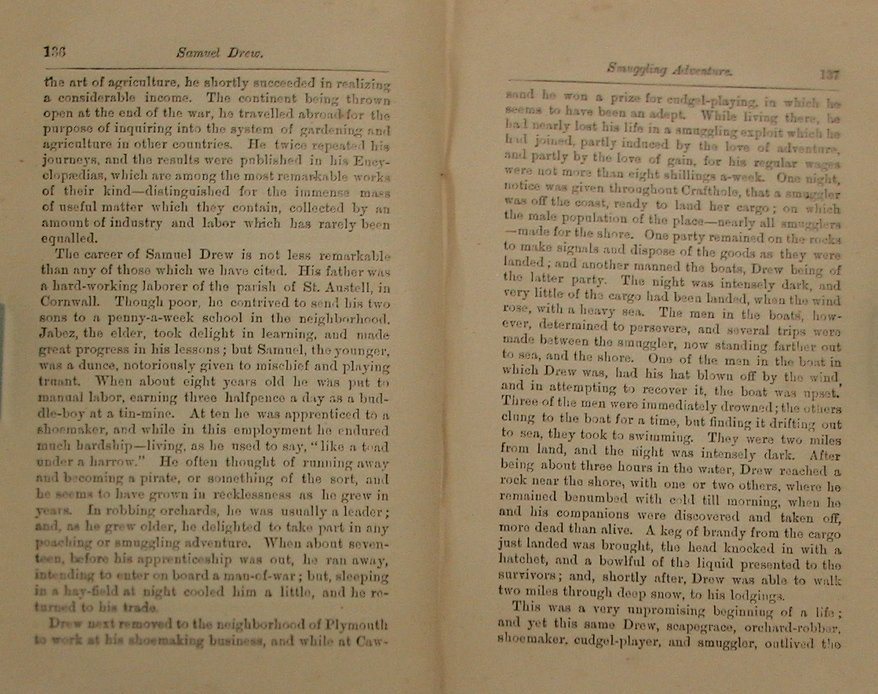 136
Samuel Drew.
the art of agriculture, he shortly succeeded in realizing
a considerable income. The continent being thrown
open at the end of the war, he travelled abroad for the
purpose of inquiring into the system of gardening and
agriculture in other countries. He twice repeated his
journeys, and the results were published in his Ency-
clopædias, which are among the most remarkable works
of their kind—distinguished for the immense mass
of useful matter which they contain, collected by an
amount of industry and labor which has rarely been
equalled.
The career of Samuel Drew is not less remarkable
than any of those which we have cited. His father was
a hard-working laborer of the parish of St. Austell, in
Cornwall. Though poor, he contrived to send his two
sons to a penny-a-week school in the neighborhood.
Jabez, the elder, took delight in learning, and made
great progress in his lessons; but Samuel, the younger,
was a dunce, notoriously given to mischief and playing
truant. When about eight years old he was put to
manual labor, earning three halfpence a day as a bud-
dle-boy at a tin-mine. At ten he was apprenticed to a
shoemaker, and while in this employment he endured
much hardship—living, as he used to say, "like a toad
under a harrow." He often thought of running away
and becoming a pirate, or something of the sort, and
he seems to have grown in recklessness as he grew in
years. In robbing orchards, he was usually a leader;
and, as he grew older, he delighted to take part in any
poaching or smuggling adventure. When about seven-
teen, before his apprenticeship was out, he ran away,
intending to enter on board a man-of-war; but, sleeping
in a hay-field at night cooled him a little, and he re-
turned to his trade.
Drew next removed to the neighborhood of Plymouth
to work at his shoemaking business, and while at Caw-
Smuggling Adventure.
137
sand he won a prize for cudgel-playing, in which he
seems to have been an adept. While living there, he
had nearly lost his life in a smuggling exploit which he
had joined, partly induced by the love of adventure,
and partly by the love of gain, for his regular wages
were not more than eight shillings a-week. One night,
notice was given throughout Crafthole, that a smuggler
was off the coast, ready to land her cargo; on which
the male population of the place—nearly all smugglers
—made for the shore. One party remained on the rocks
to make signals and dispose of the goods as they were
landed; and another manned the boats, Drew being of
the latter party. The night was intensely dark, and
very little of the cargo had been landed, when the wind
rose, with a heavy sea. The men in the boats, how-
ever, determined to persevere, and several trips were
made between the smuggler, now standing farther out
to sea, and the shore. One of the men in the boat in
which Drew was, had his hat blown off by the wind
and in attempting to recover it, the boat was upset.
Three of the men were immediately drowned; the others
clung to the boat for a time, but finding it drifting out
to sea, they took to swimming. They were two miles
from land, and the night was intensely dark. After
being about three hours in the water, Drew reached a
rock near the shore, with one or two others, where he
remained benumbed with cold till morning, when he
and his companions were discovered and taken off,
more dead than alive. A keg of brandy from the cargo
just landed was brought, the head knocked in with a
hatchet, and a bowlful of the liquid presented to the
survivors; and, shortly after, Drew was able to walk
two miles through deep snow, to his lodgings.
This was a very unpromising beginning of a life;
and yet this same Drew, scapegrace, orchard-robber,
shoemaker, cudgel-player, and smuggler, outlived the